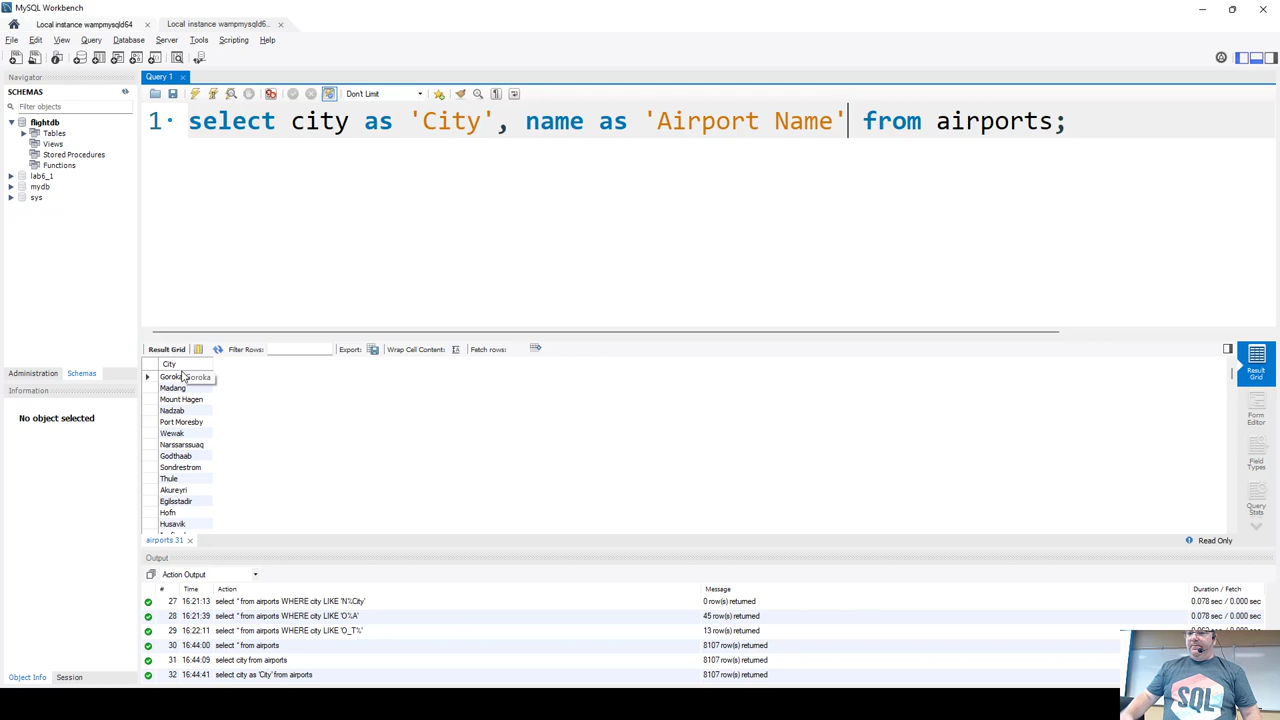 MySQL Workbench
Local instance wampmysqld64 × Local instance wampmysqld6.. ×
File Edit View Query Database Server Tools Scripting Help
Navigator
SCHEMAS
Filter objects
flightdb
Tables
Views
Stored Procedures
Functions
lab6_1
mydb
sys
Administration Schemas
Information
No object selected
Object Info Session
Query 1 ×
Don't Limit
1 select city as 'City', name as 'Airport Name' from airports;
Result Grid Filter Rows: Export: Wrap Cell Content: Fetch rows:
City
Goroka Goroka
Madang
Mount Hagen
Nadzab
Port Moresby
Wewak
Narssarssuaq
Godthaab
Sondrestrom
Thule
Akureyri
Egilsstadir
Hofn
Husavik
Result Grid
Form Editor
Field Types
Query Stats
airports 31 × Read Only
Output
Action Output
# Time Action Message Duration / Fetch
27 16:21:13 select * from airports WHERE city LIKE 'N%City' 0 row(s) returned 0.078 sec / 0.000 sec
28 16:21:39 select * from airports WHERE city LIKE 'O%A' 45 row(s) returned 0.078 sec / 0.000 sec
29 16:22:11 select * from airports WHERE city LIKE 'O_T%' 13 row(s) returned
30 16:44:00 select * from airports 8107 row(s) returned
31 16:44:09 select city from airports 8107 row(s) returned
32 16:44:41 select city as 'City' from airports 8107 row(s) returned
SQL